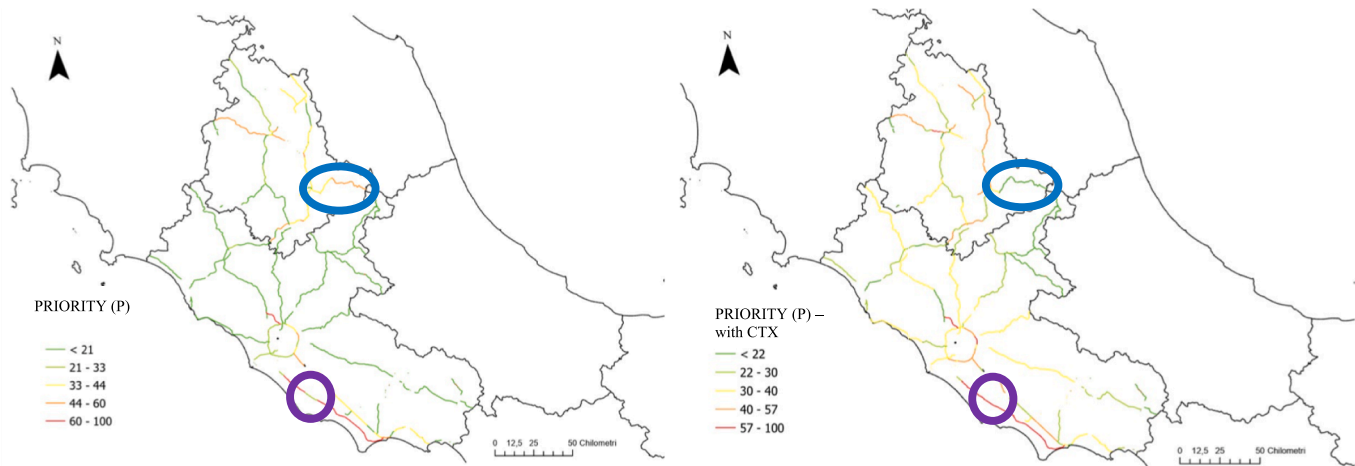 N
PRIORITY (P)
< 21
21 - 33
33 - 44
44 - 60
60 - 100
0 12,5 25 50 Chilometri
N
PRIORITY (P) –
with CTX
< 22
22 - 30
30 - 40
40 - 57
57 - 100
0 12,5 25 50 Chilometri